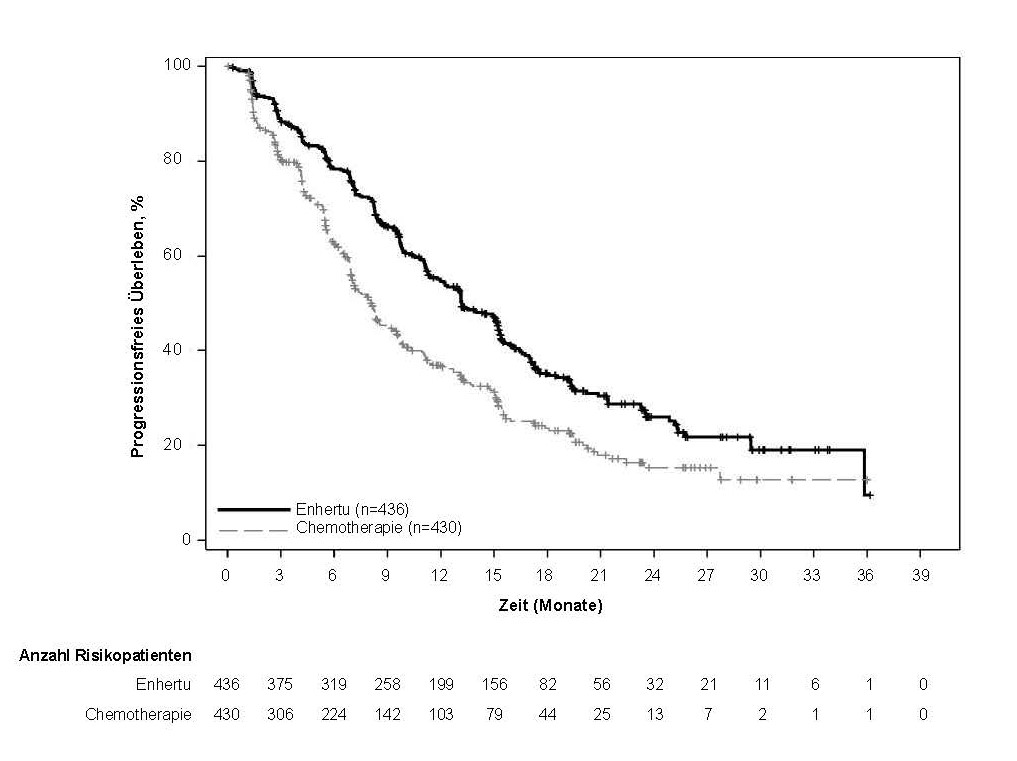 100
80
60
40
20
0
Progressionsfreies Überleben, %
Enhertu (n=436)
Chemotherapie (n=430)
0 3 6 9 12 15 18 21 24 27 30 33 36 39
Zeit (Monate)
Anzahl Risikopatienten
Enhertu 436 375 319 258 199 156 82 56 32 21 11 6 1 0
Chemotherapie 430 306 224 142 103 79 44 25 13 7 2 1 1 0